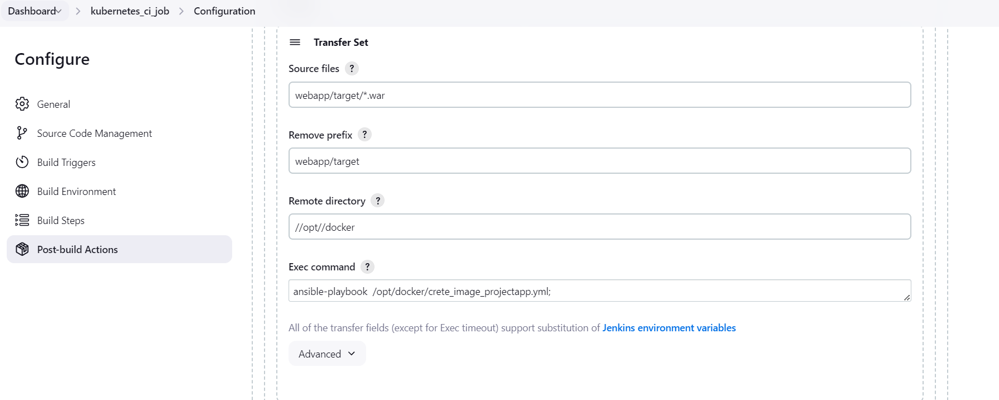 Dashboard > kubernetes_ci_job > Configuration
Configure
General
Source Code Management
Build Triggers
Build Environment
Build Steps
Post-build Actions
Transfer Set
Source files ?
webapp/target/*.war
Remove prefix ?
webapp/target
Remote directory ?
//opt//docker
Exec command ?
ansible-playbook  /opt/docker/crete_image_projectapp.yml;
All of the transfer fields (except for Exec timeout) support substitution of Jenkins environment variables
Advanced